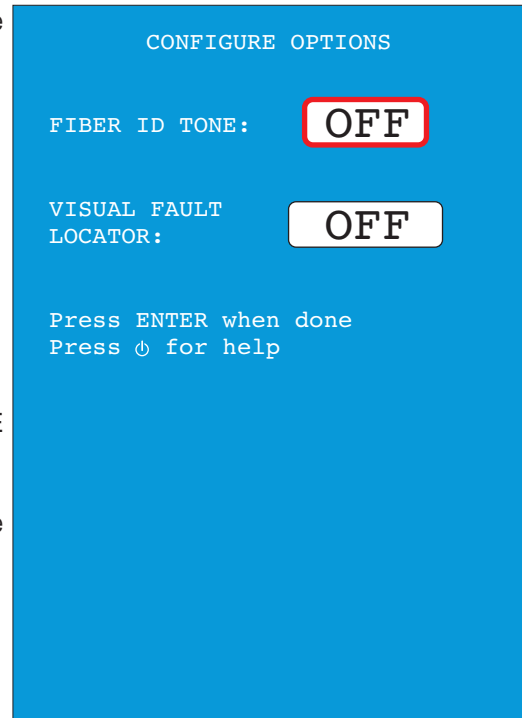 CONFIGURE OPTIONS
FIBER ID TONE: OFF
VISUAL FAULT
LOCATOR: OFF
Press ENTER when done
Press ⏻ for help